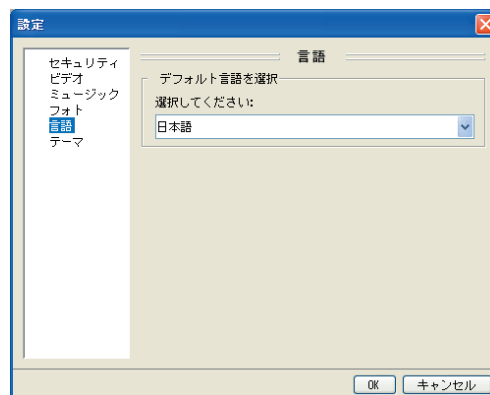 設定
セキュリティ
ビデオ
ミュージック
フォト
言語
テーマ
言語
デフォルト言語を選択
選択してください:
日本語
OK
キャンセル